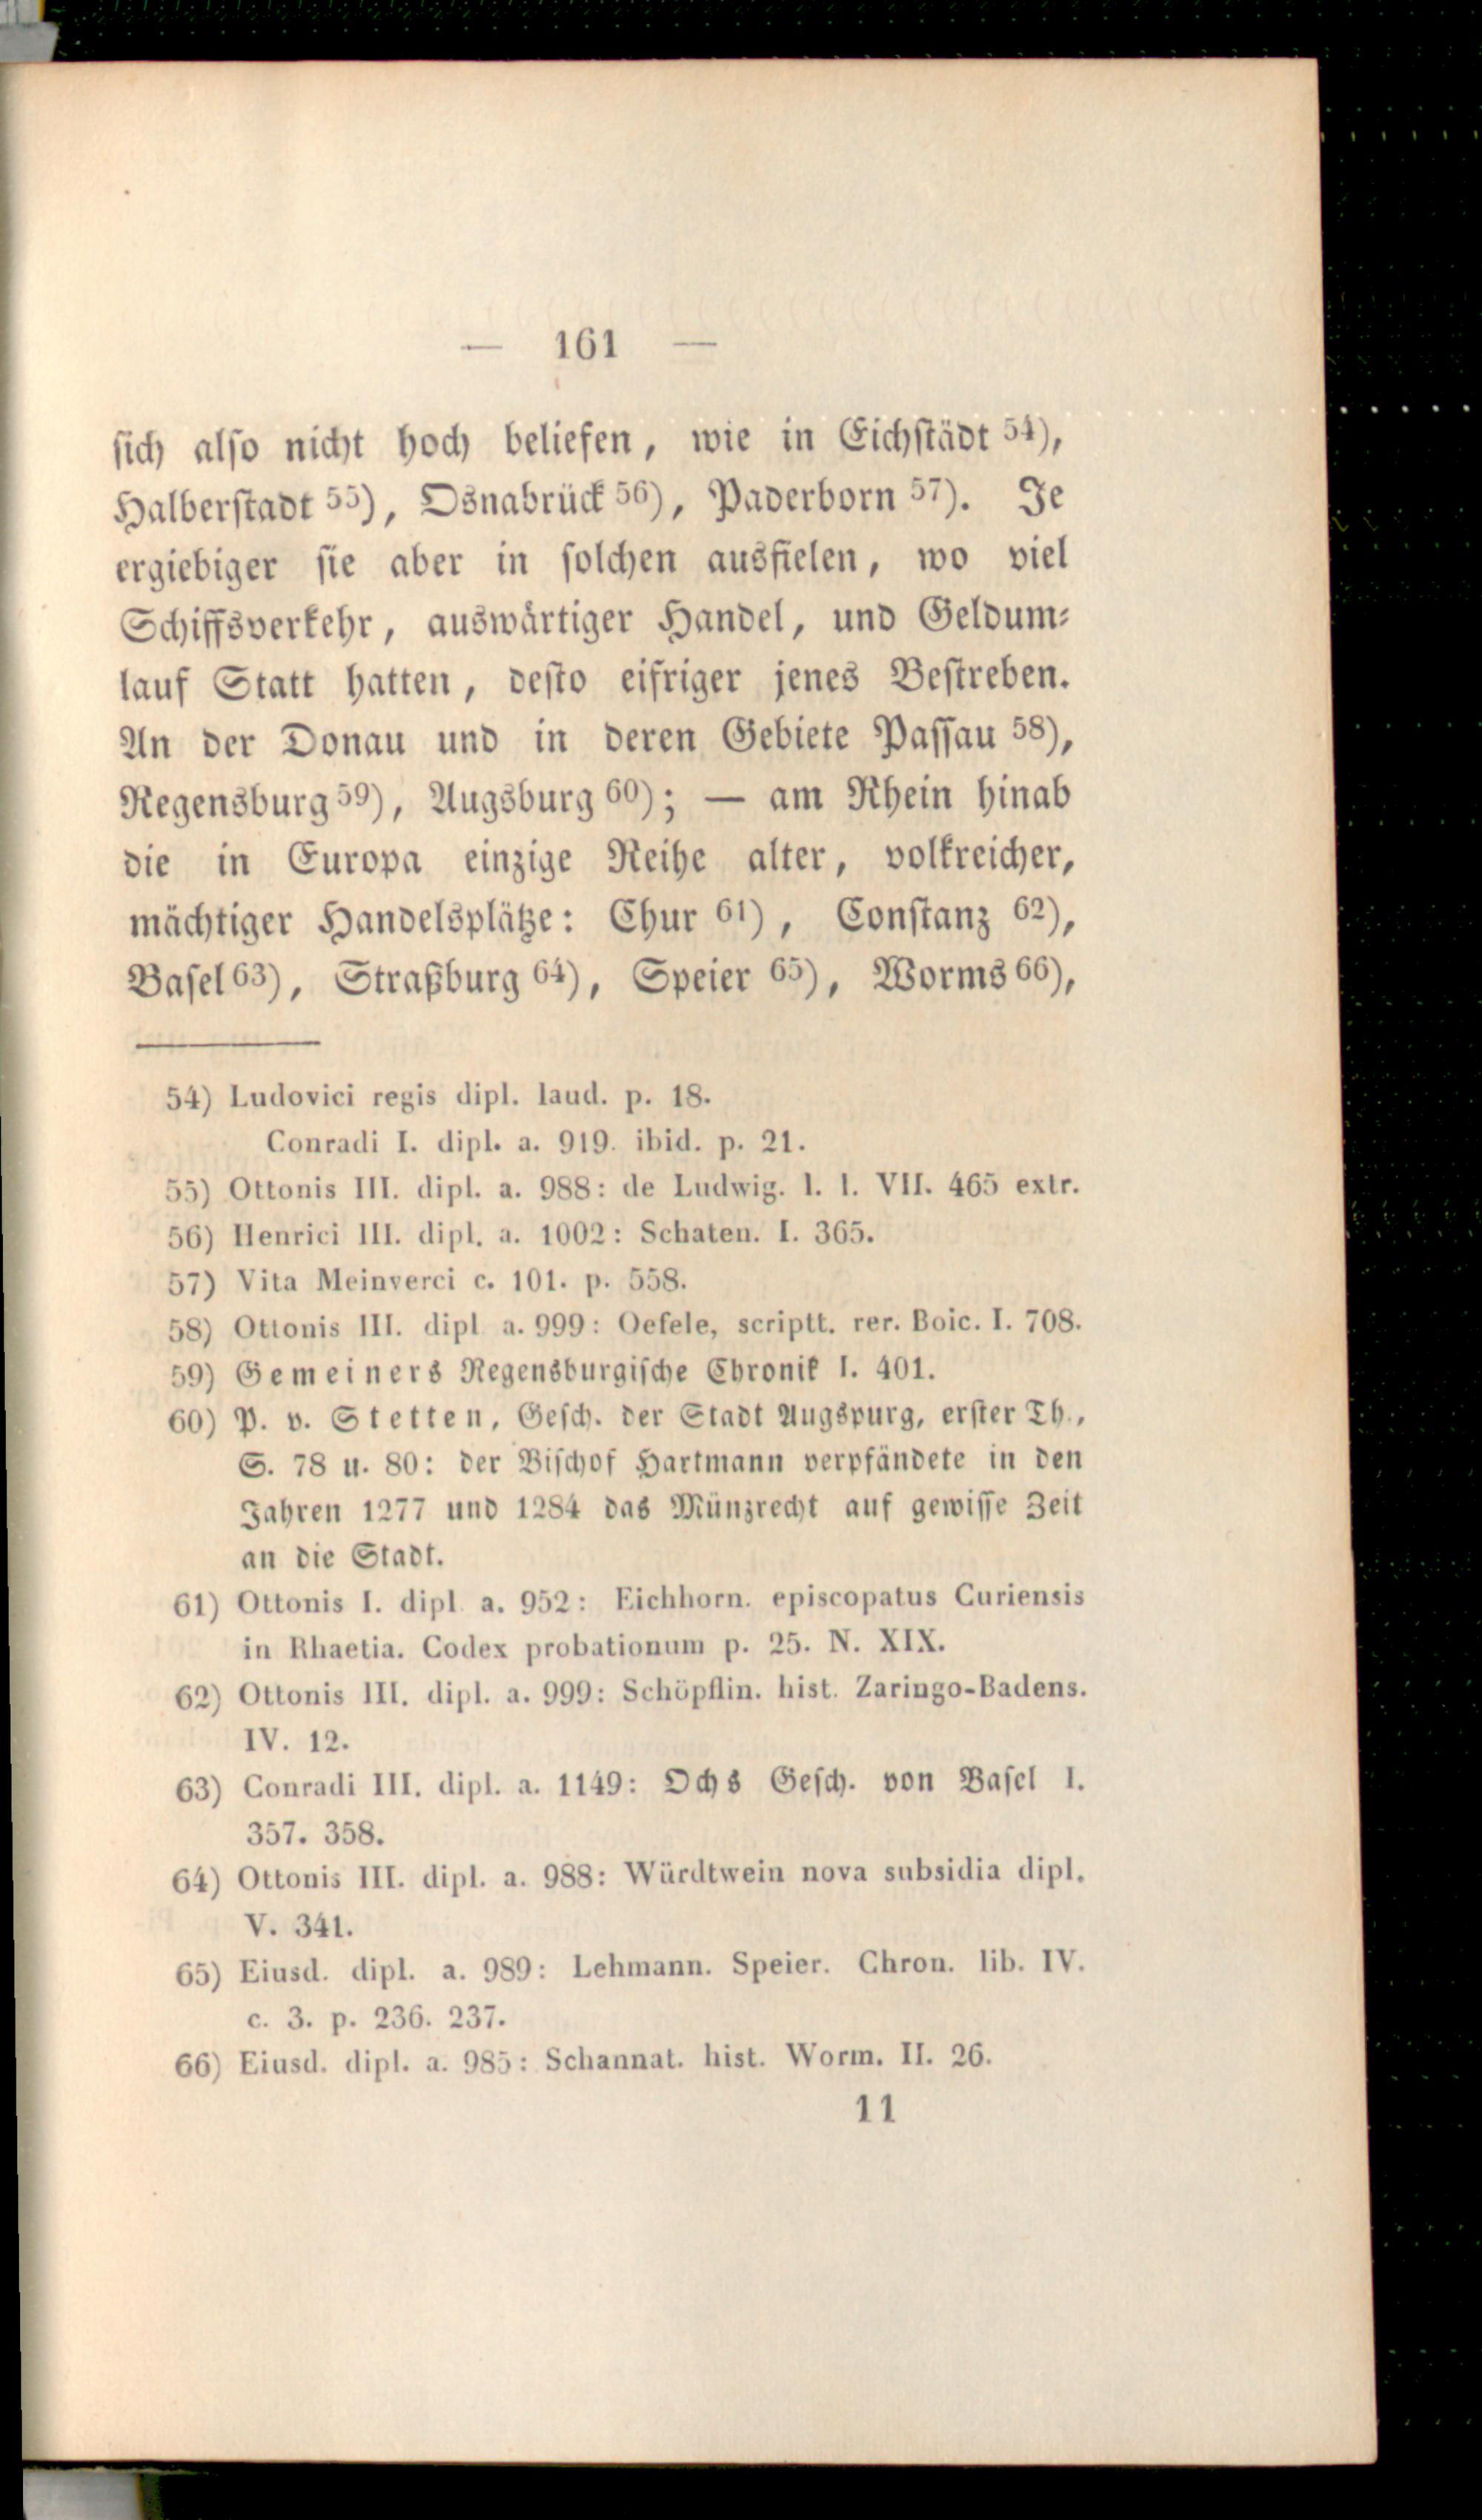 — 161 —
sich also nicht hoch beliefen, wie in Eichstädt 54),
Halberstadt 55), Osnabrück 56), Paderborn 57). Je
ergiebiger sie aber in solchen ausfielen, wo viel
Schiffsverkehr, auswärtiger Handel, und Geldum-
lauf Statt hatten, desto eifriger jenes Bestreben.
An der Donau und in deren Gebiete Passau 58),
Regensburg 59), Augsburg 60); — am Rhein hinab
die in Europa einzige Reihe alter, volkreicher,
mächtiger Handelsplätze: Chur 61), Constanz 62),
Basel 63), Straßburg 64), Speier 65), Worms 66),
54) Ludovici regis dipl. laud. p. 18.
Conradi I. dipl. a. 919. ibid. p. 21.
55) Ottonis III. dipl. a. 988: de Ludwig. l. l. VII. 465 extr.
56) Henrici III. dipl. a. 1002: Schaten. I. 365.
57) Vita Meinverci c. 101. p. 558.
58) Ottonis III. dipl a. 999: Oefele, scriptt. rer. Boic. I. 708.
59) Gemeiners Regensburgische Chronik I. 401.
60) P. v. Stetten, Gesch. der Stadt Augspurg, erster Th.,
S. 78 u. 80: der Bischof Hartmann verpfändete in den
Jahren 1277 und 1284 das Münzrecht auf gewisse Zeit
an die Stadt.
61) Ottonis I. dipl a. 952: Eichhorn. episcopatus Curiensis
in Rhaetia. Codex probationum p. 25. N. XIX.
62) Ottonis III. dipl. a. 999: Schöpflin. hist. Zaringo-Badens.
IV. 12.
63) Conradi III. dipl. a. 1149: Ochs Gesch. von Basel I.
357. 358.
64) Ottonis III. dipl. a. 988: Würdtwein nova subsidia dipl.
V. 341.
65) Eiusd. dipl. a. 989: Lehmann. Speier. Chron. lib. IV.
c. 3. p. 236. 237.
66) Eiusd. dipl. a. 985: Schannat. hist. Worm. II. 26.
11